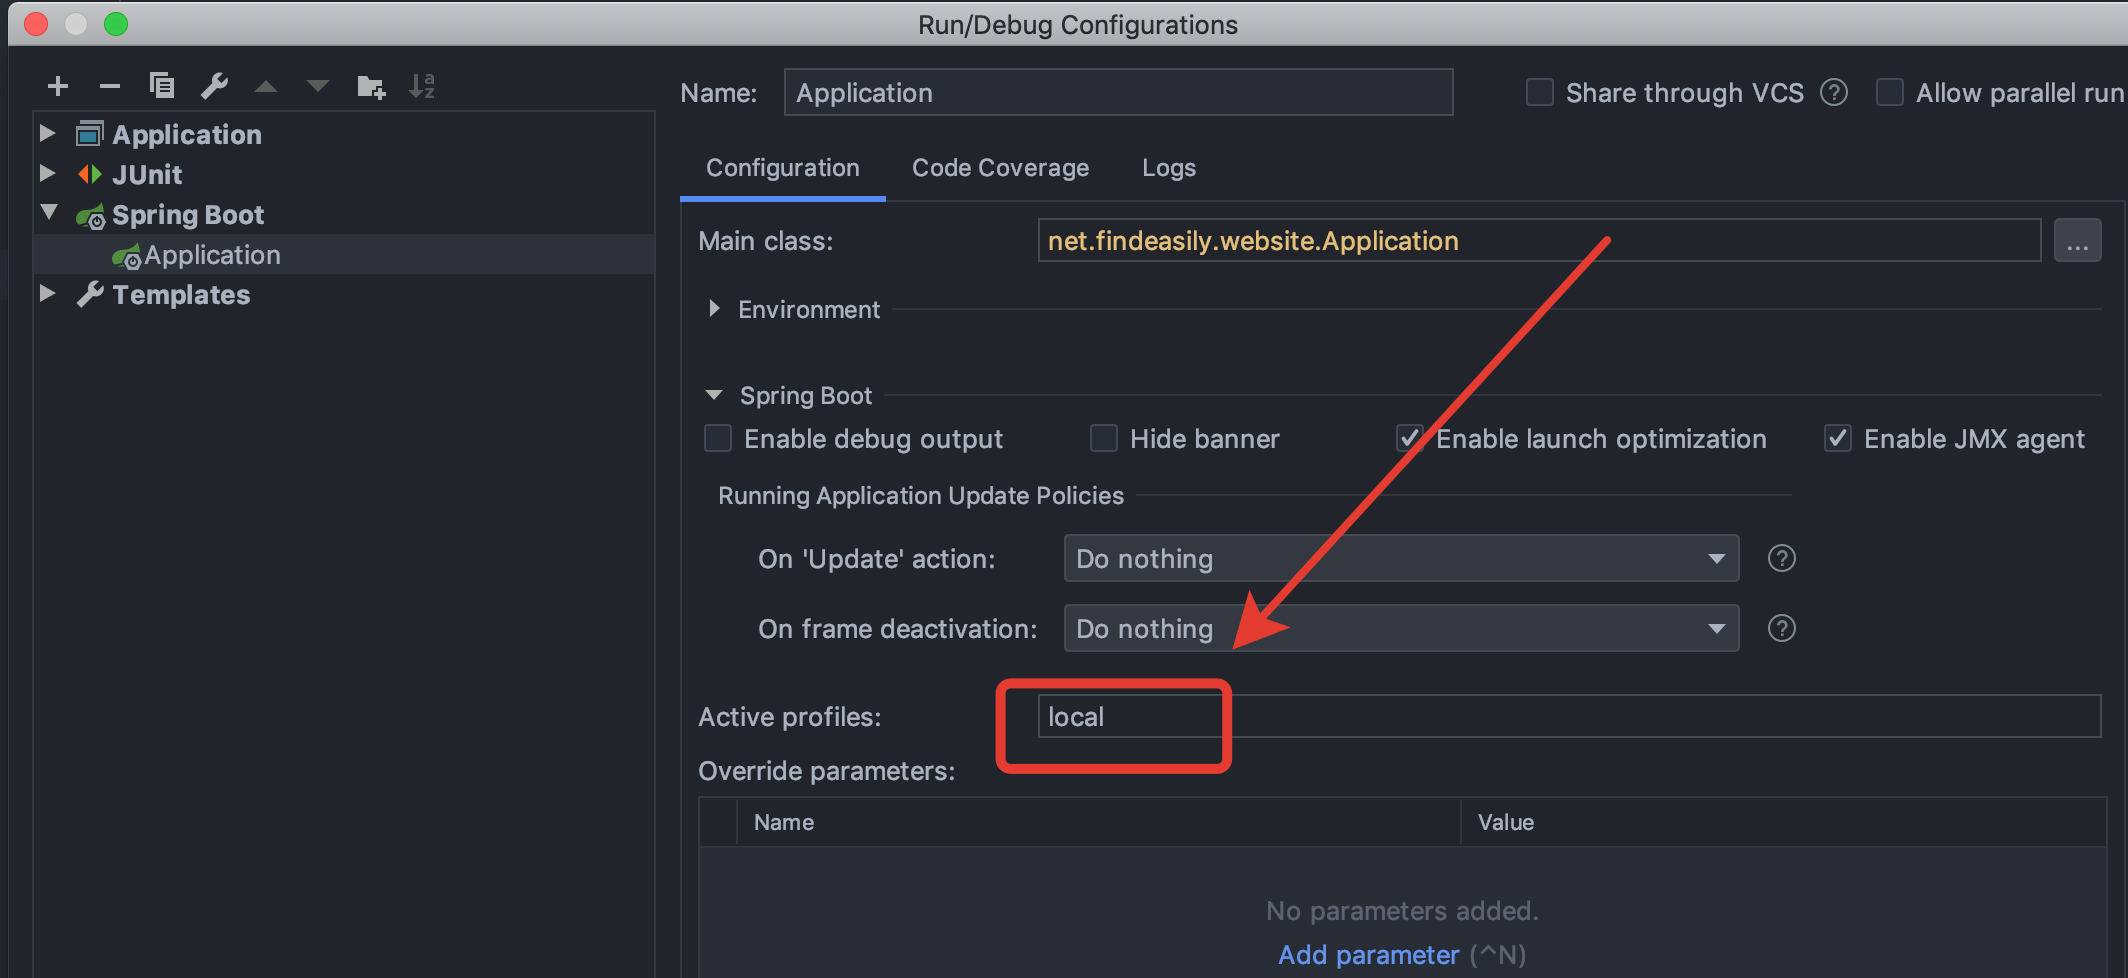 Run/Debug Configurations
Name: Application Share through VCS ? Allow parallel run
Application
JUnit
Spring Boot
Application
Templates
Configuration Code Coverage Logs
Main class: net.findeasily.website.Application ...
Environment
Spring Boot
Enable debug output Hide banner Enable launch optimization Enable JMX agent
Running Application Update Policies
On 'Update' action: Do nothing ?
On frame deactivation: Do nothing ?
Active profiles: local
Override parameters:
Name Value
No parameters added.
Add parameter (^N)